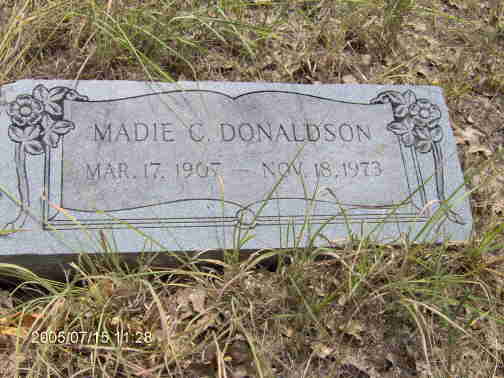 MADIE C. DONALDSON
MAR. 17, 1907 — NOV. 18, 1973
2005/07/15 11:28